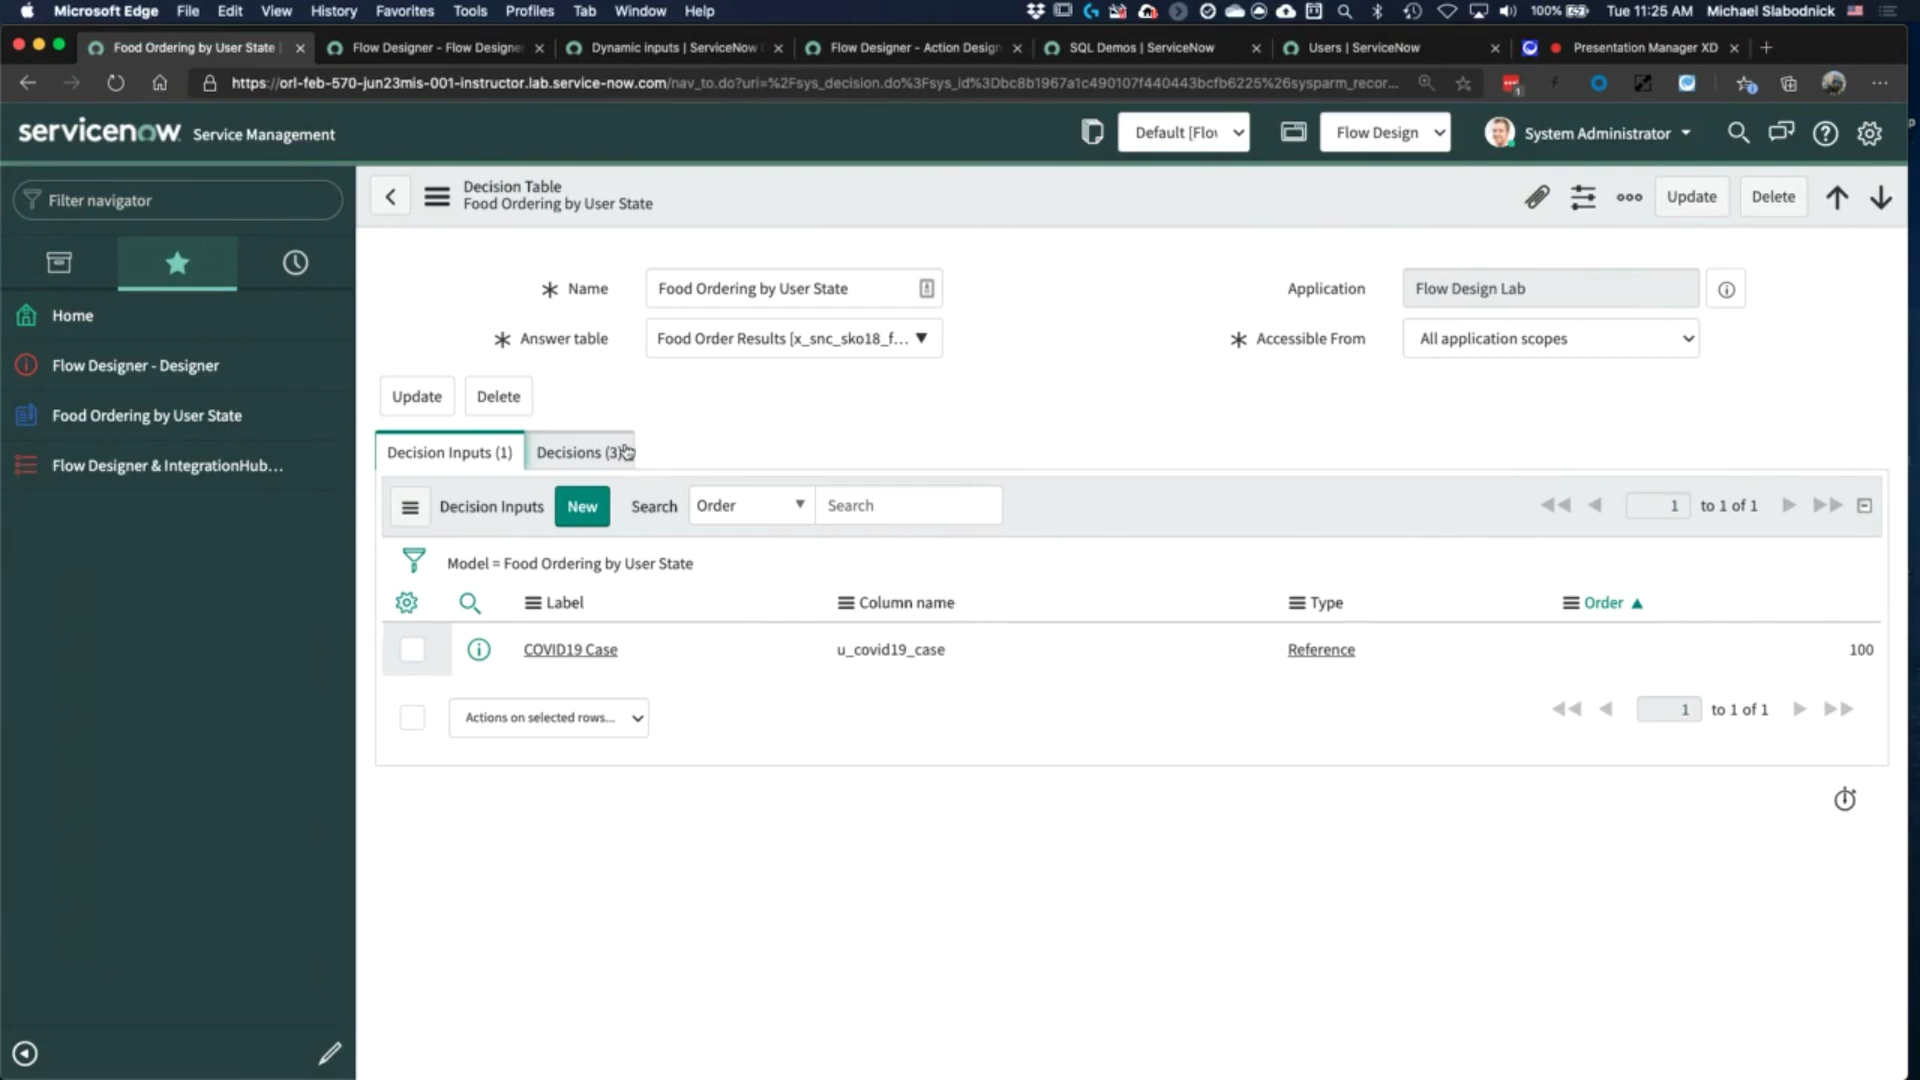 Microsoft Edge File Edit View History Favorites Tools Profiles Tab Window Help 100% Tue 11:25 AM Michael Slabodnick
Food Ordering by User State Flow Designer - Flow Designe Dynamic inputs | ServiceNow Flow Designer - Action Design SQL Demos | ServiceNow Users | ServiceNow Presentation Manager XD
https://orl-feb-570-jun23mis-001-instructor.lab.service-now.com/nav_to.do?uri=%2Fsys_decision.do%3Fsys_id%3Dbc8b1967a1c490107f440443bcfb6225%26sysparm_recor... 1
servicenow Service Management Default [Flo Flow Design System Administrator
Filter navigator
Home
Flow Designer - Designer
Food Ordering by User State
Flow Designer & IntegrationHub...
Decision Table
Food Ordering by User State
Update Delete
Name Food Ordering by User State Application Flow Design Lab
Answer table Food Order Results [x_snc_sko18_f... Accessible From All application scopes
Update Delete
Decision Inputs (1) Decisions (3)
Decision Inputs New Search Order Search 1 to 1 of 1
Model = Food Ordering by User State
Label Column name Type Order
COVID19 Case u_covid19_case Reference 100
Actions on selected rows... 1 to 1 of 1